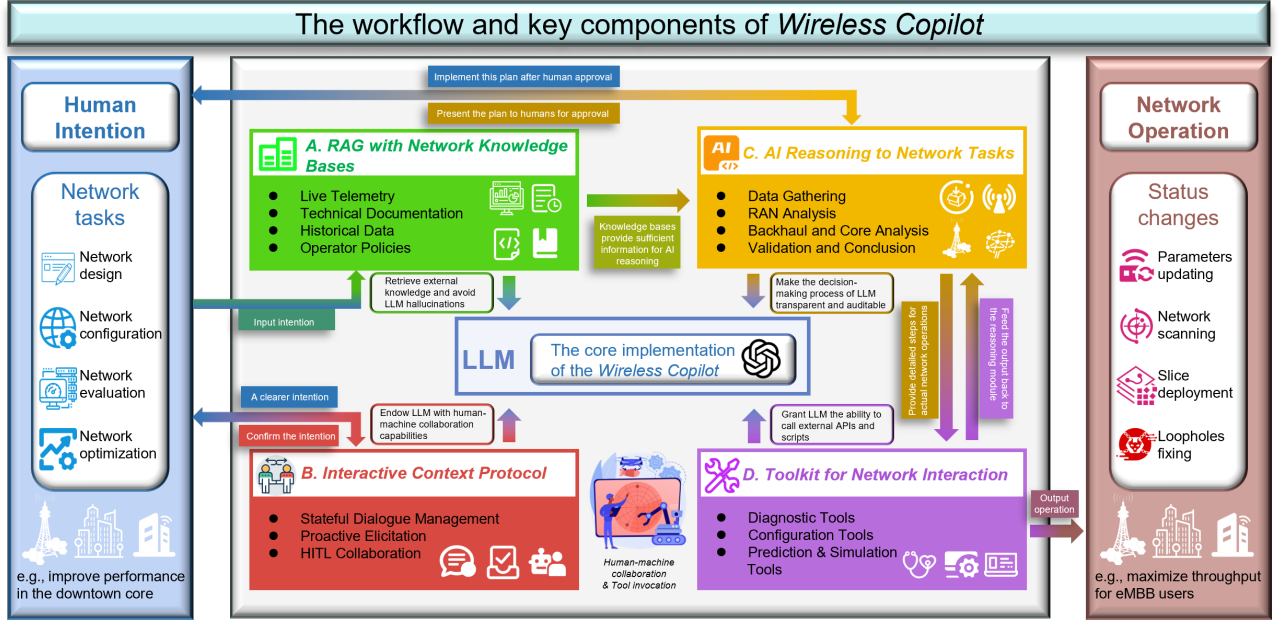 The workflow and key components of Wireless Copilot
Human
Intention
Network
tasks
Network
design
Network
configuration
Network
evaluation
Network
optimization
e.g., improve performance
in the downtown core
Implement this plan after human approval
Present the plan to humans for approval
A. RAG with Network Knowledge
Bases
Live Telemetry
Technical Documentation
Historical Data
Operator Policies
Knowledge bases
provide sufficient
information for AI
reasoning
AI
C. AI Reasoning to Network Tasks
Data Gathering
RAN Analysis
Backhaul and Core Analysis
Validation and Conclusion
Input intention
Retrieve external
knowledge and avoid
LLM hallucinations
Make the decision-
making process of LLM
transparent and auditable
Provide detailed steps for
actual network operations
Feed the output back to
the reasoning module
LLM
The core implementation
of the Wireless Copilot
A clearer intention
Confirm the intention
Endow LLM with human-
machine collaboration
capabilities
Grant LLM the ability to
call external APIs and
scripts
B. Interactive Context Protocol
Stateful Dialogue Management
Proactive Elicitation
HITL Collaboration
Human-machine
collaboration
& Tool invocation
D. Toolkit for Network Interaction
Diagnostic Tools
Configuration Tools
Prediction & Simulation
Tools
Output
operation
Network
Operation
Status
changes
Parameters
updating
Network
scanning
Slice
deployment
Loopholes
fixing
e.g., maximize throughput
for eMBB users